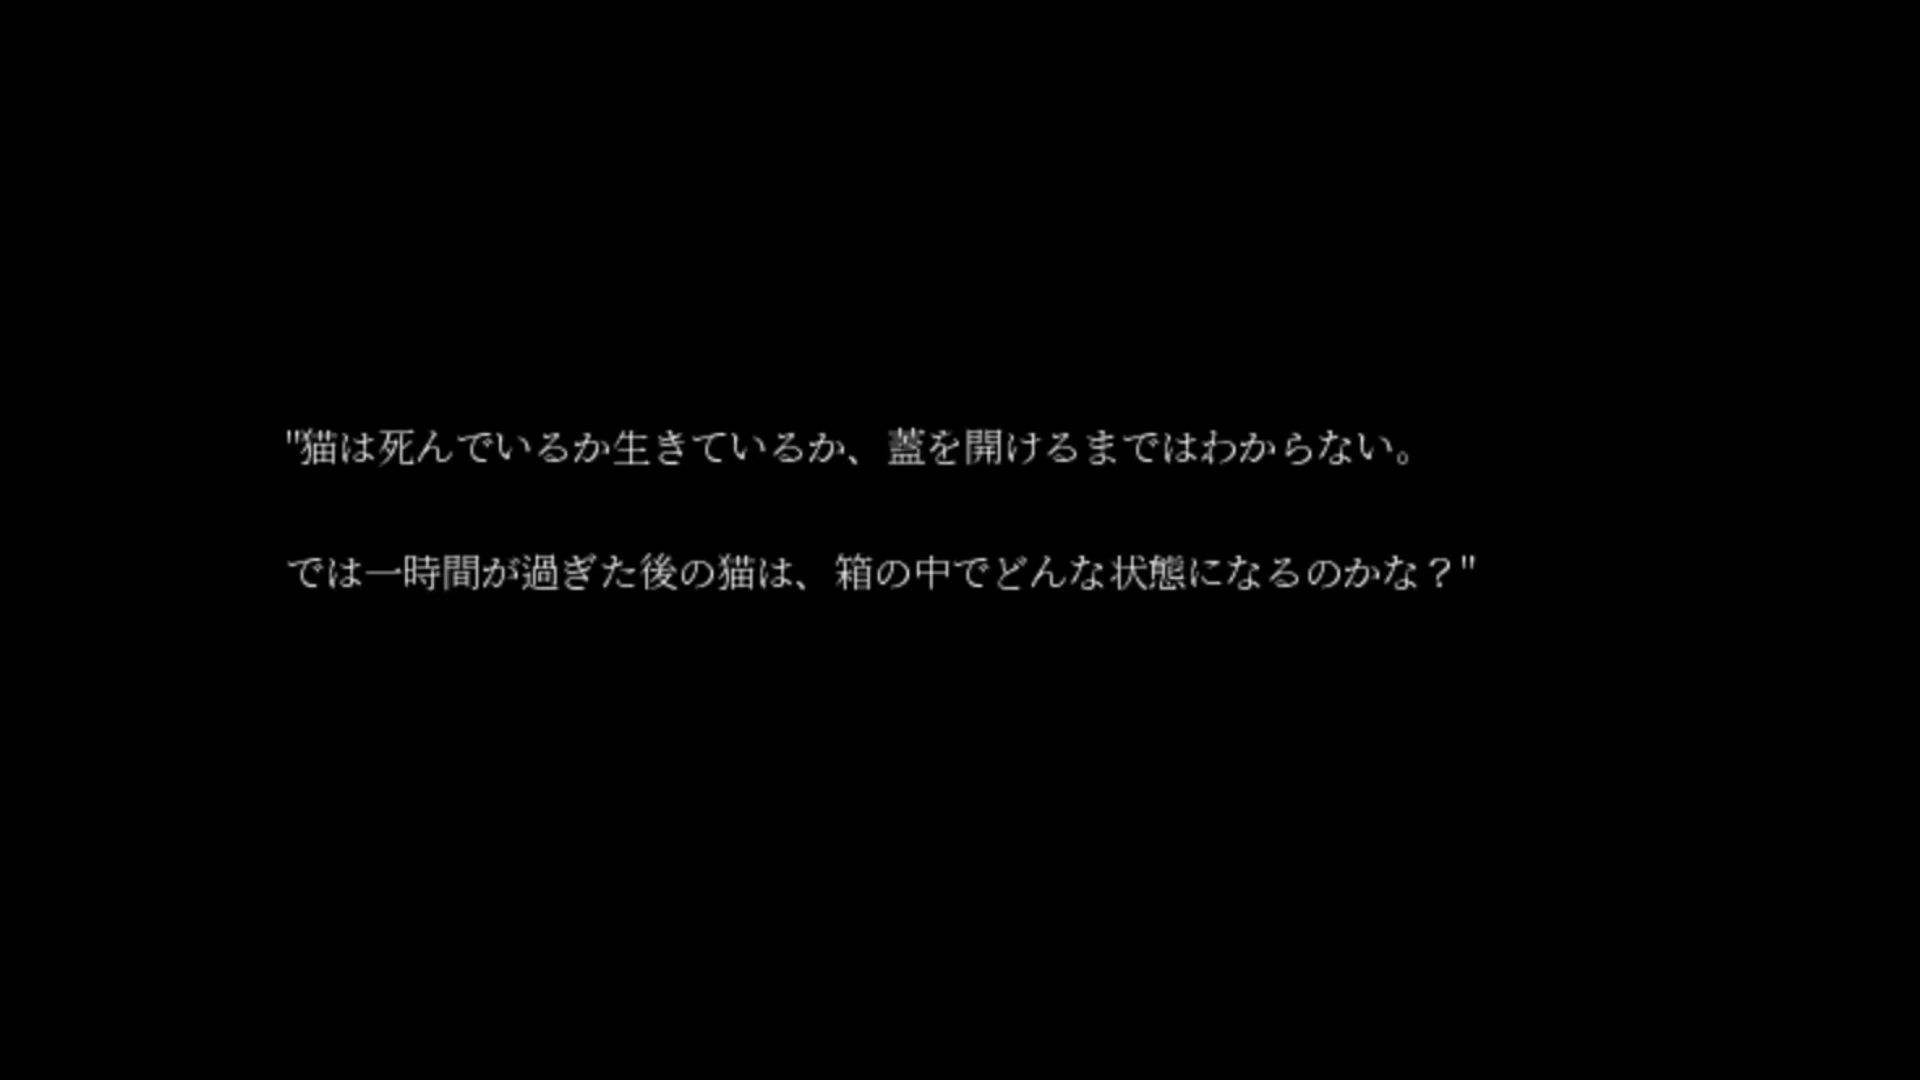 "猫は死んでいるか生きているか、蓋を開けるまではわからない。
では一時間が過ぎた後の猫は、箱の中でどんな状態になるのかな？"